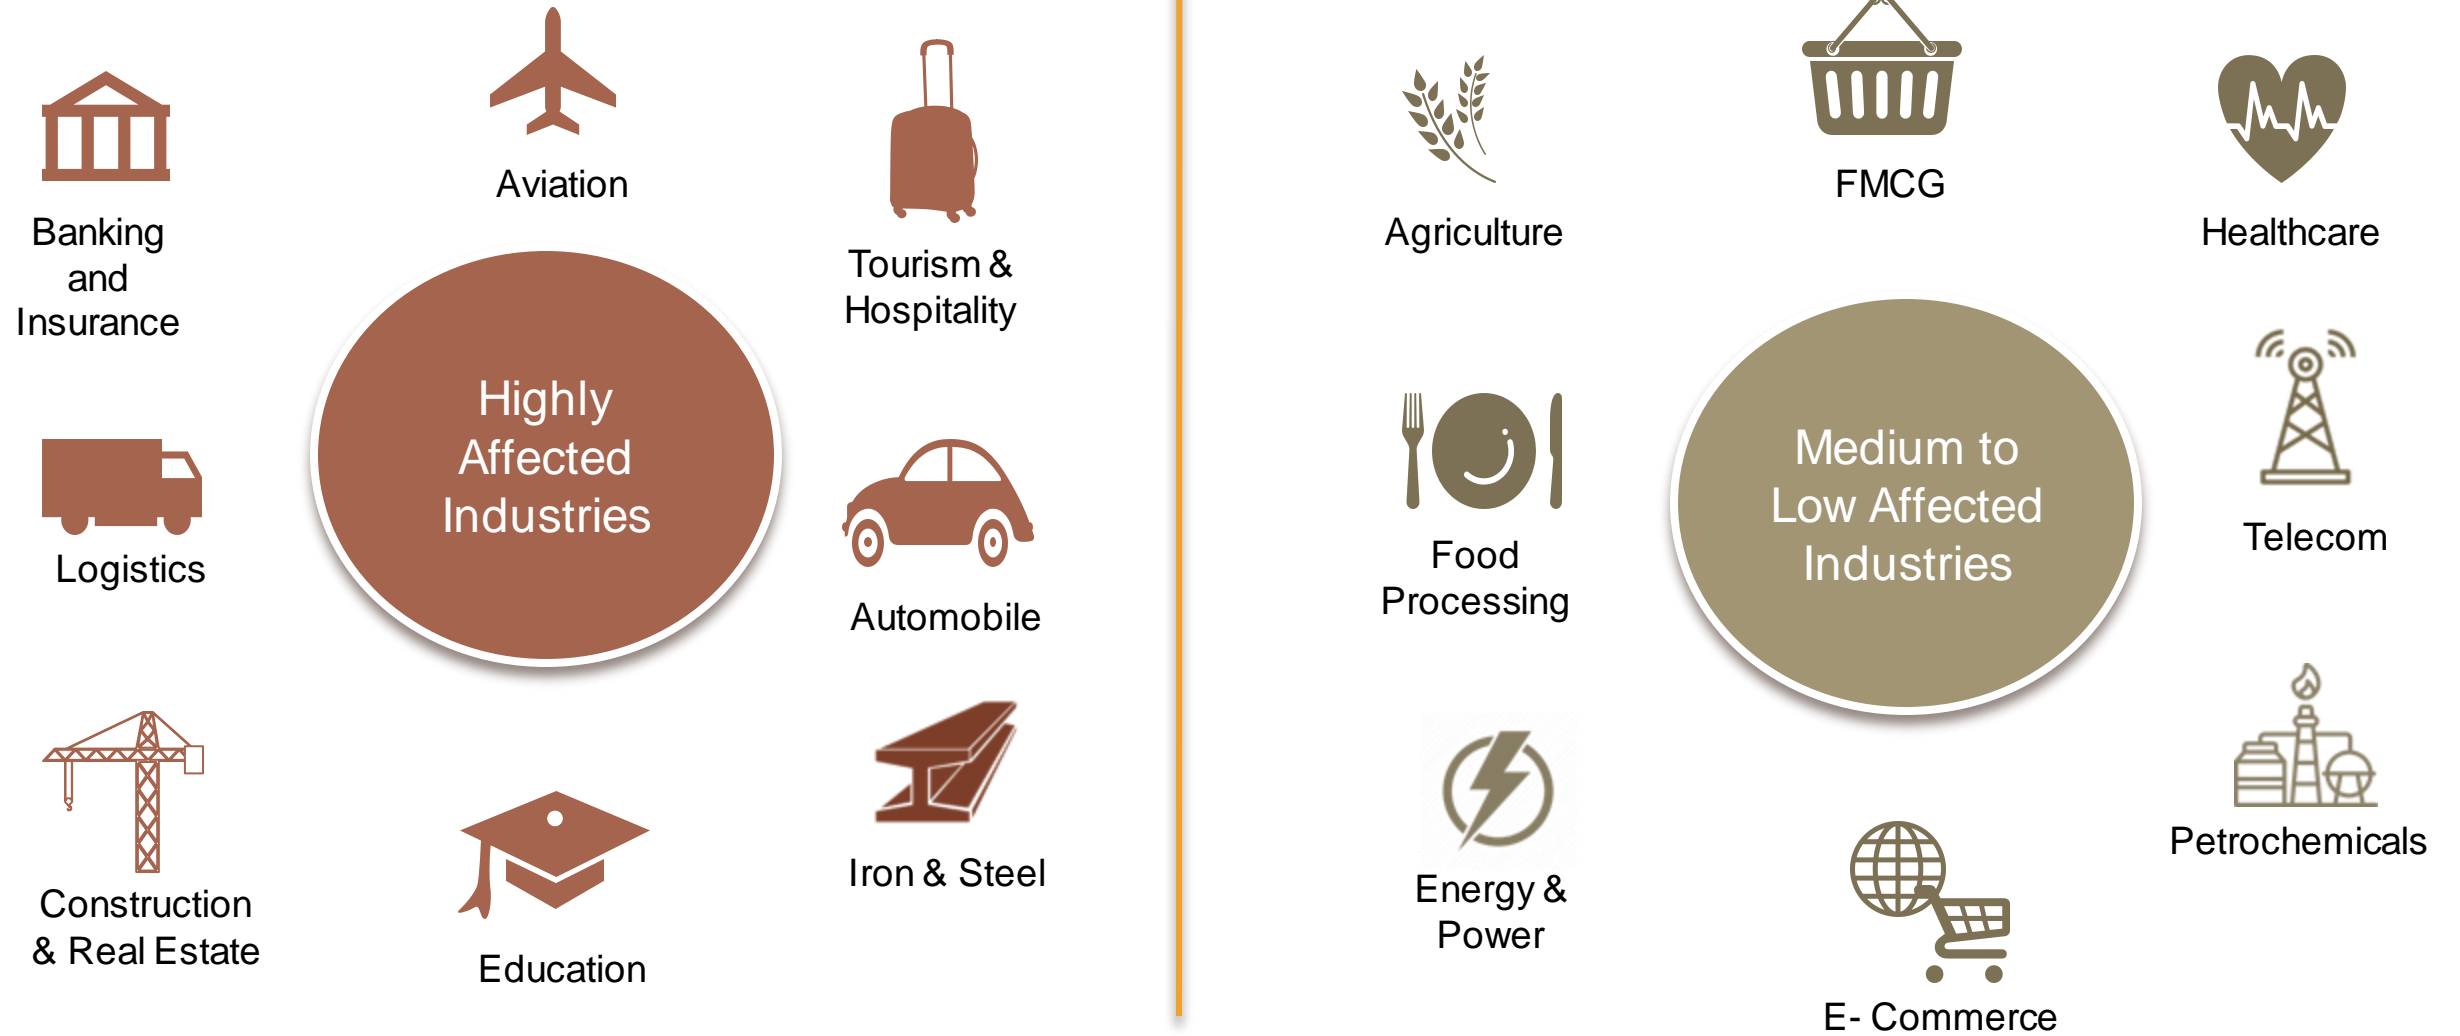 Aviation
Banking
and
Insurance
Tourism &
Hospitality
Highly
Affected
Industries
Logistics
Automobile
Construction
& Real Estate
Education
Iron & Steel
FMCG
Agriculture
Healthcare
Medium to
Low Affected
Industries
Food
Processing
Telecom
Energy &
Power
Petrochemicals
E- Commerce